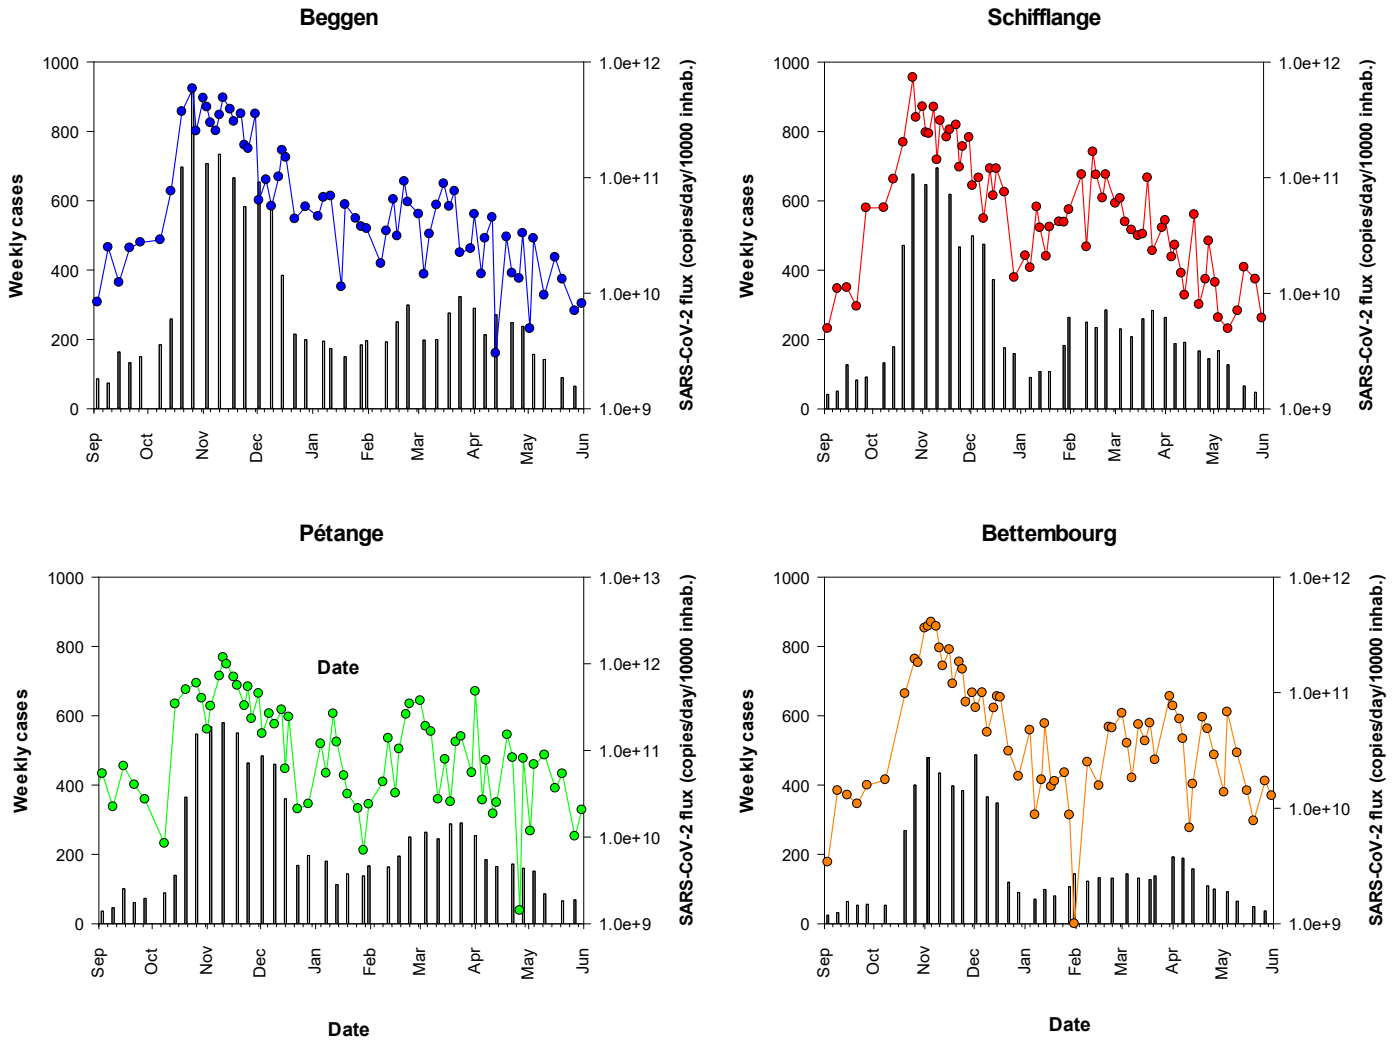 Beggen
Schifflange
1000
800
600
400
200
0
Weekly cases
1.0e+12
1.0e+11
1.0e+10
1.0e+9
SARS-CoV-2 flux (copies/day/10000 inhab.)
Sep Oct Nov Dec Jan Feb Mar Apr May Jun
1000
800
600
400
200
0
Weekly cases
1.0e+12
1.0e+11
1.0e+10
1.0e+9
SARS-CoV-2 flux (copies/day/10000 inhab.)
Sep Oct Nov Dec Jan Feb Mar Apr May Jun
Pétange
Bettembourg
1000
800
600
400
200
0
Weekly cases
Date
1.0e+13
1.0e+12
1.0e+11
1.0e+10
1.0e+9
SARS-CoV-2 flux (copies/day/10000 inhab.)
Sep Oct Nov Dec Jan Feb Mar Apr May Jun
Date
1000
800
600
400
200
0
Weekly cases
1.0e+12
1.0e+11
1.0e+10
1.0e+9
SARS-CoV-2 flux (copies/day/10000 inhab.)
Sep Oct Nov Dec Jan Feb Mar Apr May Jun
Date